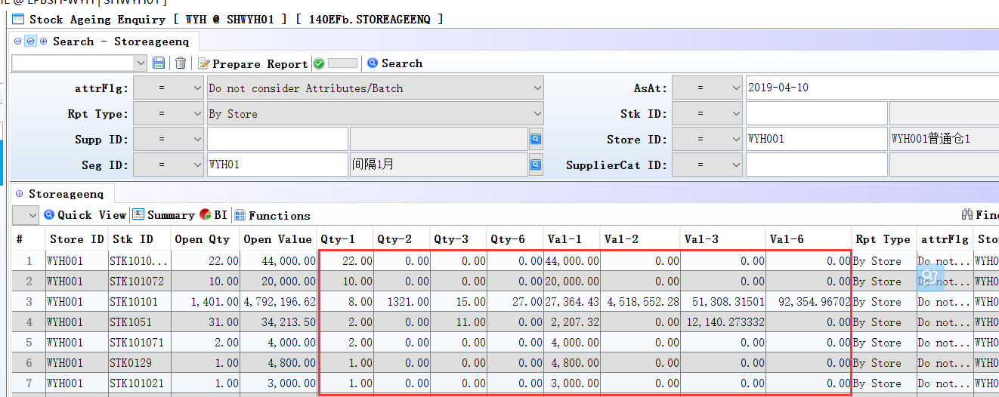 Stock Ageing Enquiry [ WYH @ SHWYH01 ] [ 140EFb.STOREAGEENQ ]
Search - Storeageenq
Prepare Report Search
attrFlg: = Do not consider Attributes/Batch AsAt: = 2019-04-10
Rpt Type: = By Store Stk ID: =
Supp ID: = Store ID: = WYH001 WYH001普通仓1
Seg ID: = WYH01 间隔1月 SupplierCat ID: =
Storeageenq
Quick View Summary BI Functions Find
# Store ID Stk ID Open Qty Open Value Qty-1 Qty-2 Qty-3 Qty-6 Val-1 Val-2 Val-3 Val-6 Rpt Type attrFlg Sto
1 WYH001 STK1010... 22.00 44,000.00 22.00 0.00 0.00 0.00 44,000.00 0.00 0.00 0.00 By Store Do not... WYH0
2 WYH001 STK101072 10.00 20,000.00 10.00 0.00 0.00 0.00 20,000.00 0.00 0.00 0.00 By Store Do not... WYH0
3 WYH001 STK10101 1,401.00 4,792,196.62 8.00 1321.00 15.00 27.00 27,364.43 4,518,552.28 51,308.31501 92,354.96702 By Store Do not... WYH0
4 WYH001 STK1051 31.00 34,213.50 2.00 0.00 11.00 0.00 2,207.32 0.00 12,140.273332 0.00 By Store Do not... WYH0
5 WYH001 STK101071 2.00 4,000.00 2.00 0.00 0.00 0.00 4,000.00 0.00 0.00 0.00 By Store Do not... WYH0
6 WYH001 STK0129 1.00 4,800.00 1.00 0.00 0.00 0.00 4,800.00 0.00 0.00 0.00 By Store Do not... WYH0
7 WYH001 STK101021 1.00 3,000.00 1.00 0.00 0.00 0.00 3,000.00 0.00 0.00 0.00 By Store Do not... WYH0